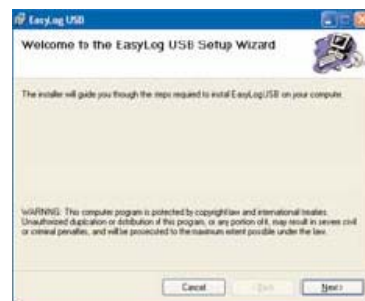 EasyLog USB
Welcome to the EasyLog USB Setup Wizard
The installer will guide you though the steps required to install EasyLogUSB on your computer.
WARNING: This computer program is protected by copyright law and international treaties.
Unauthorized duplication or distribution of this program, or any portion of it, may result in severe civil
or criminal penalties, and will be prosecuted to the maximum extent possible under the law.
Cancel < Back Next >